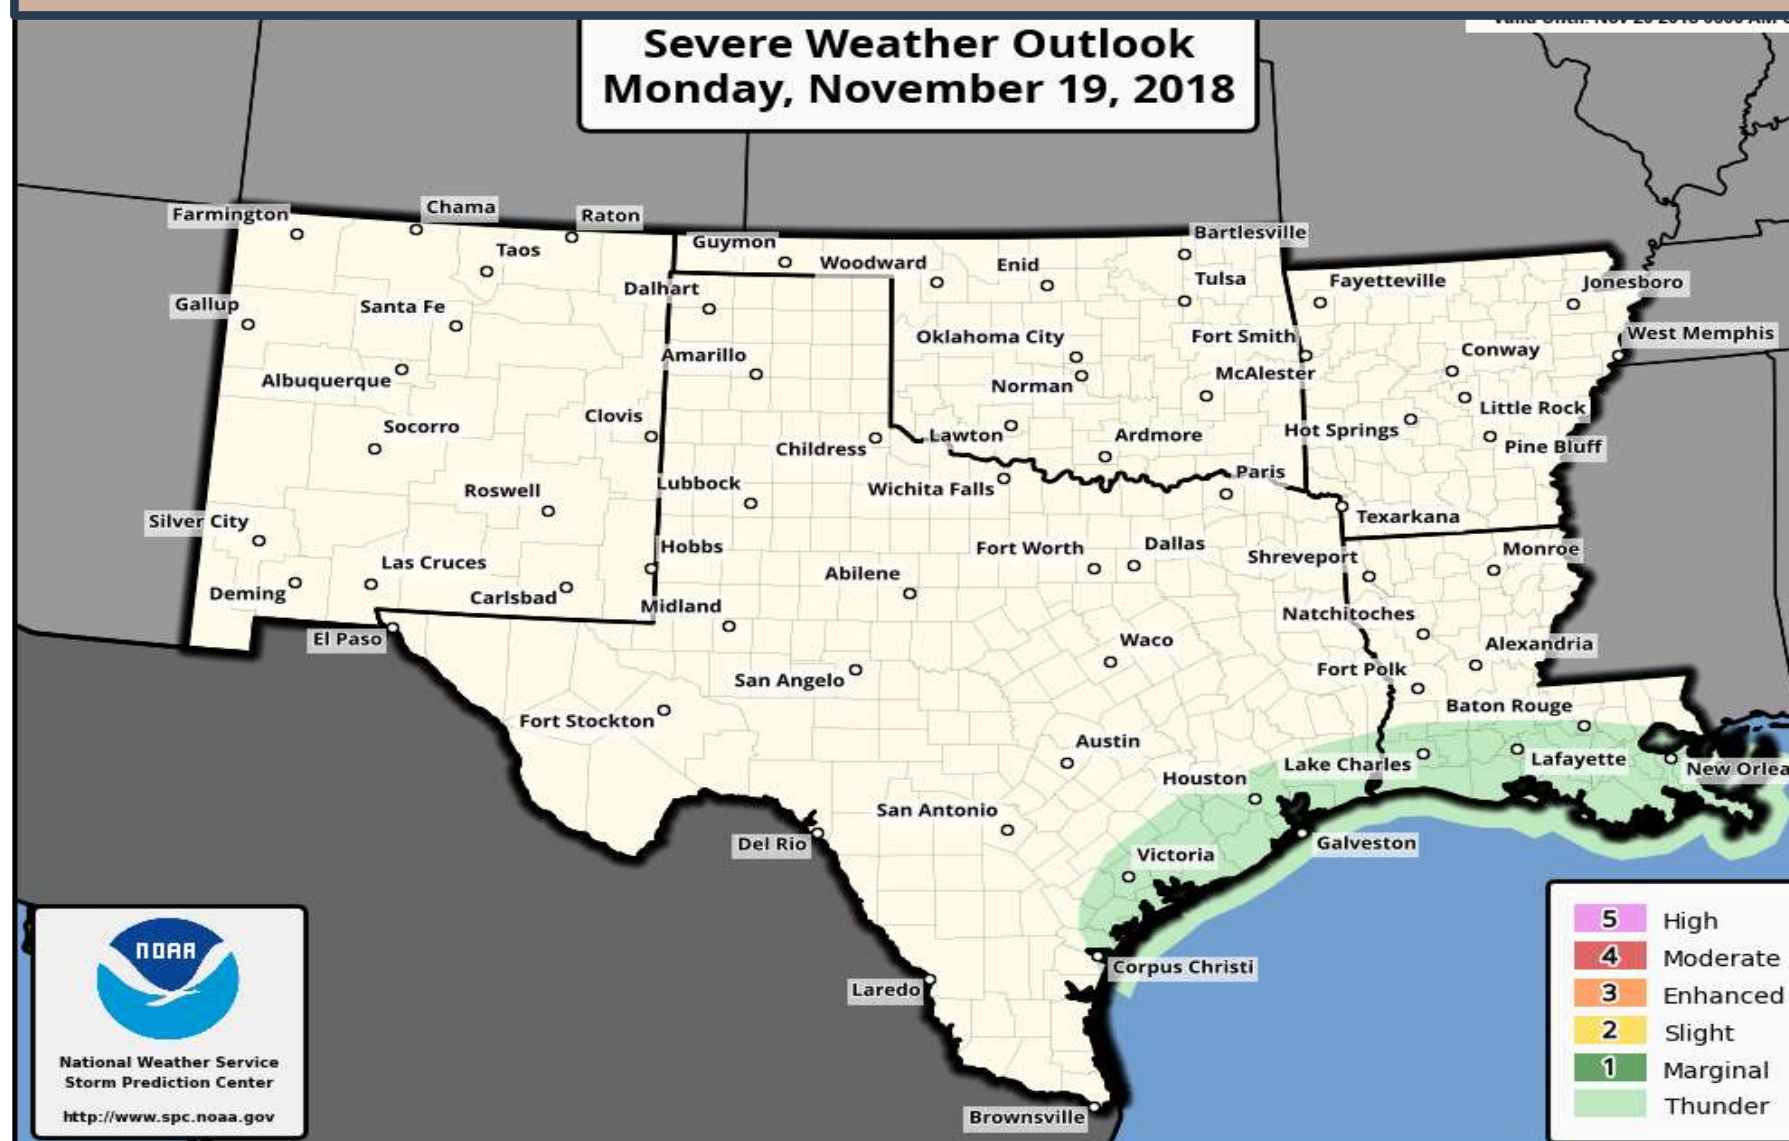 Severe Weather Outlook
Monday, November 19, 2018
Farmington
Chama
Raton
Taos
Guymon
Woodward
Enid
Bartlesville
Tulsa
Fayetteville
Jonesboro
Gallup
Santa Fe
Dalhart
Oklahoma City
Fort Smith
West Memphis
Albuquerque
Amarillo
Norman
McAlester
Conway
Socorro
Clovis
Childress
Lawton
Ardmore
Hot Springs
Little Rock
Pine Bluff
Roswell
Lubbock
Wichita Falls
Paris
Texarkana
Silver City
Las Cruces
Hobbs
Abilene
Fort Worth
Dallas
Shreveport
Monroe
Deming
Carlsbad
Midland
Natchitoches
El Paso
San Angelo
Waco
Fort Polk
Alexandria
Fort Stockton
Austin
Baton Rouge
Houston
Lake Charles
Lafayette
New Orlea
San Antonio
Del Rio
Victoria
Galveston
Laredo
Corpus Christi
Brownsville
NOAA
National Weather Service
Storm Prediction Center
http://www.spc.noaa.gov
5 High
4 Moderate
3 Enhanced
2 Slight
1 Marginal
Thunder